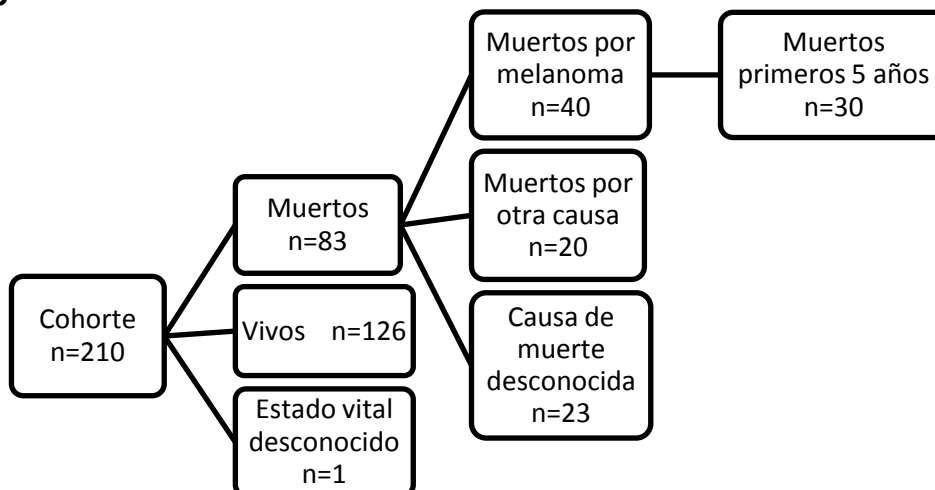 Cohorte
n=210
Muertos
n=83
Vivos n=126
Estado vital
desconocido
n=1
Muertos por
melanoma
n=40
Muertos por
otra causa
n=20
Causa de
muerte
desconocida
n=23
Muertos
primeros 5 años
n=30